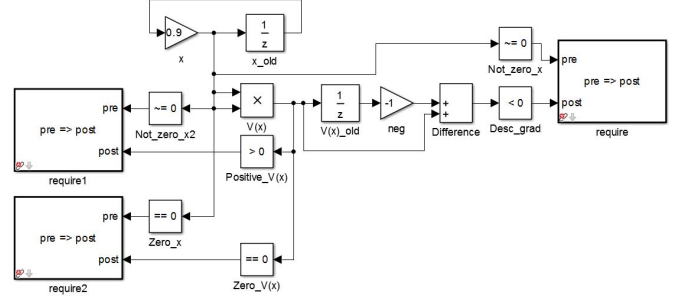 0.9
x
1
z
x_old
~= 0
Not_zero_x
pre
pre => post
post
require
pre
pre => post
post
require1
~= 0
Not_zero_x2
×
V(x)
1
z
V(x)_old
-1
neg
+
+
Difference
< 0
Desc_grad
> 0
Positive_V(x)
pre
pre => post
post
require2
== 0
Zero_x
== 0
Zero_V(x)